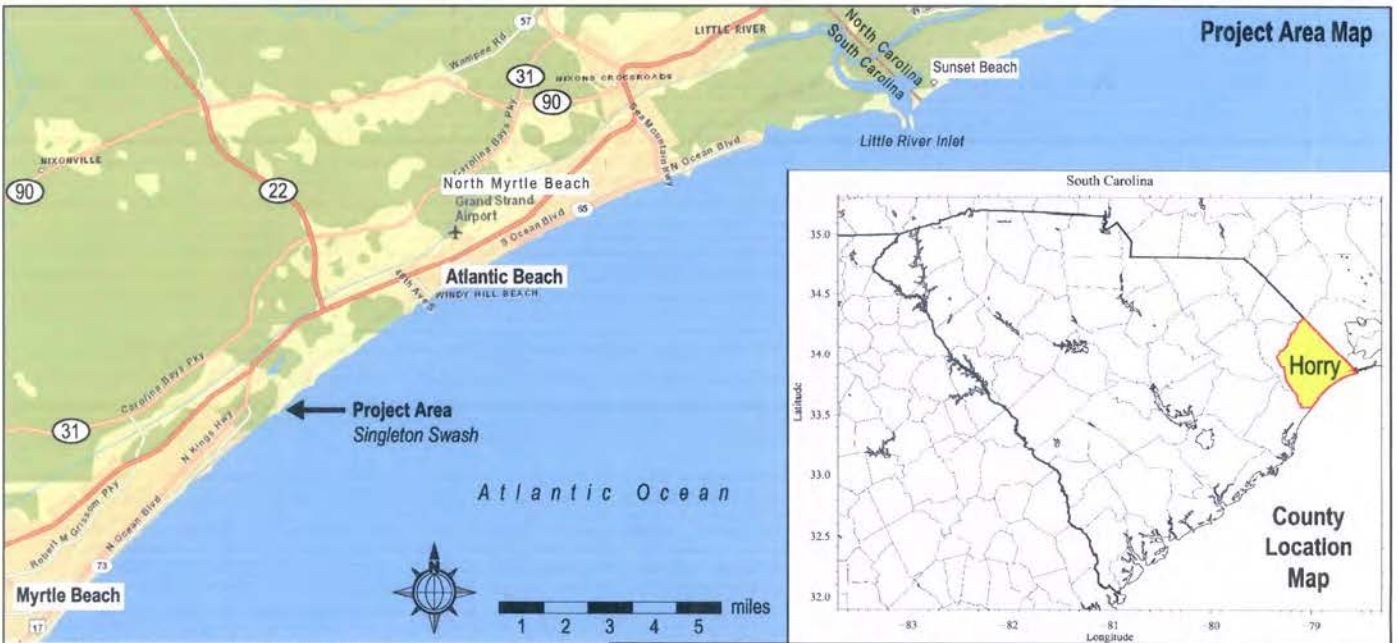 Project Area Map
57
Wampee Rd
LITTLE RIVER
North Carolina
South Carolina
31
NIXONS CROSSROADS
Sunset Beach
90
Sea Mountain Hwy
Little River Inlet
N Ocean Blvd
NIXONVILLE
90
22
Carolina Bays Pky
North Myrtle Beach
Grand Strand
Airport
65
S Ocean Blvd
Atlantic Beach
48th Ave S
WINDY HILL BEACH
Carolina Bays Pky
31
Project Area
Singleton Swash
N Kings Hwy
Atlantic Ocean
Robert M Grissom Pky
N Ocean Blvd
73
Myrtle Beach
17
N
miles
1 2 3 4 5
South Carolina
35.0
34.5
34.0
33.5
33.0
32.5
32.0
Latitude
Horry
County
Location
Map
-83 -82 -81 -80 -79
Longitude